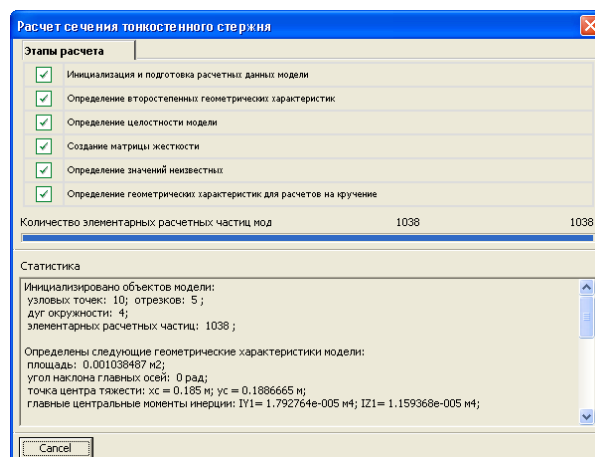 Расчет сечения тонкостенного стержня
Этапы расчета
Инициализация и подготовка расчетных данных модели
Определение второстепенных геометрических характеристик
Определение целостности модели
Создание матрицы жесткости
Определение значений неизвестных
Определение геометрических характеристик для расчетов на кручение
Количество элементарных расчетных частиц мод 1038 1038
Статистика
Инициализировано объектов модели:
узловых точек: 10; отрезков: 5 ;
дуг окружности: 4;
элементарных расчетных частиц: 1038 ;
Определены следующие геометрические характеристики модели:
площадь: 0.001038487 м2;
угол наклона главных осей: 0 рад;
точка центра тяжести: xc = 0.185 м; yc = 0.1886665 м;
главные центральные моменты инерции: IY1= 1.792764e-005 м4; IZ1= 1.159368e-005 м4;
Cancel